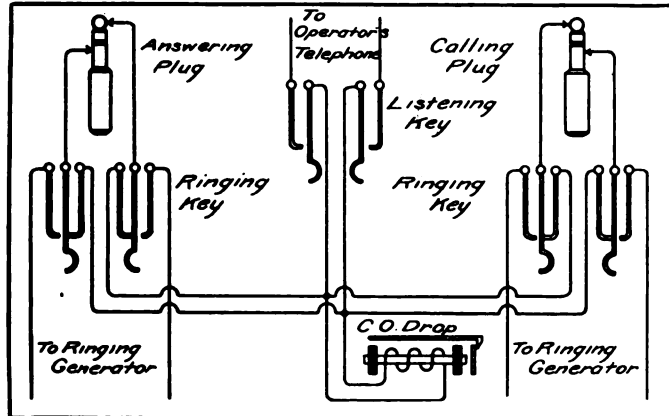 Answering
Plug
To
Operator's
Telephone
Calling
Plug
Listening
Key
Ringing
Key
Ringing
Key
C.O. Drop
To Ringing
Generator
To Ringing
Generator